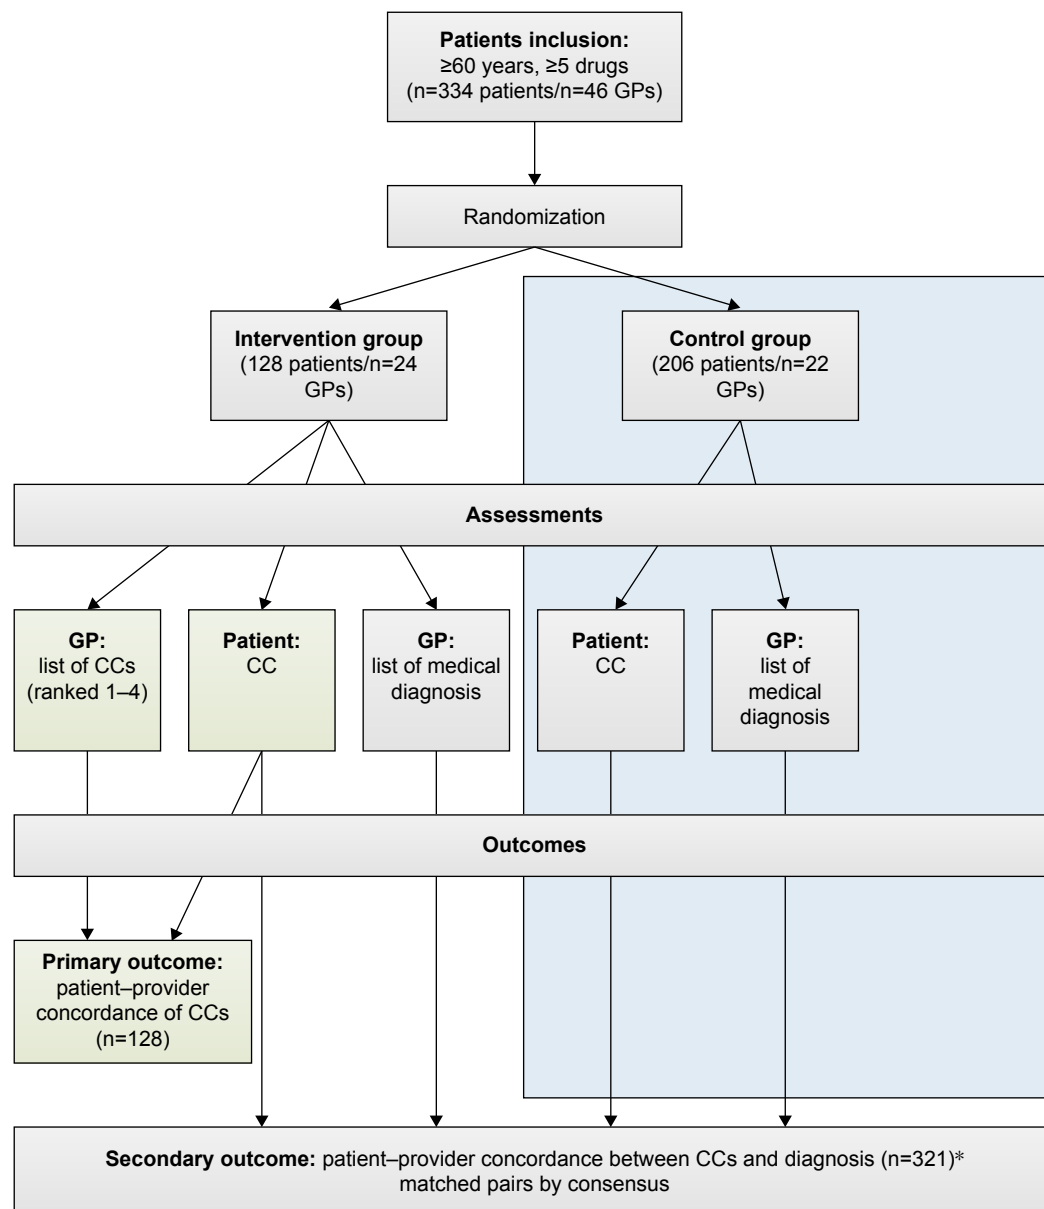 Patients inclusion:
≥60 years, ≥5 drugs
(n=334 patients/n=46 GPs)
Randomization
Intervention group
(128 patients/n=24
GPs)
Control group
(206 patients/n=22
GPs)
Assessments
GP:
list of CCs
(ranked 1–4)
Patient:
CC
GP:
list of medical
diagnosis
Patient:
CC
GP:
list of
medical
diagnosis
Outcomes
Primary outcome:
patient–provider
concordance of CCs
(n=128)
Secondary outcome: patient–provider concordance between CCs and diagnosis (n=321)*
matched pairs by consensus